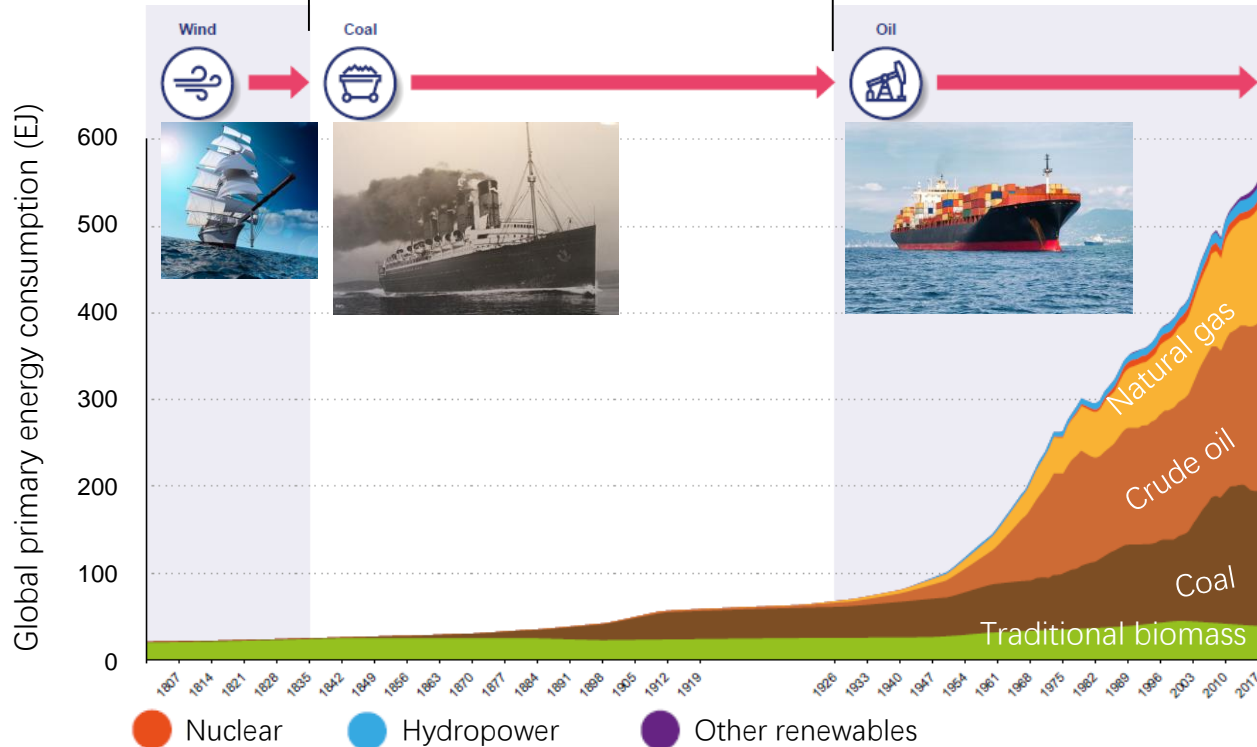 Wind
Coal
Oil
Global primary energy consumption (EJ)
600
500
400
300
200
100
0
Natural gas
Crude oil
Coal
Traditional biomass
1807 1814 1821 1828 1835 1842 1849 1856 1863 1870 1877 1884 1891 1898 1905 1912 1919 1926 1933 1940 1947 1954 1961 1968 1975 1982 1989 1996 2003 2010 2017
Nuclear Hydropower Other renewables